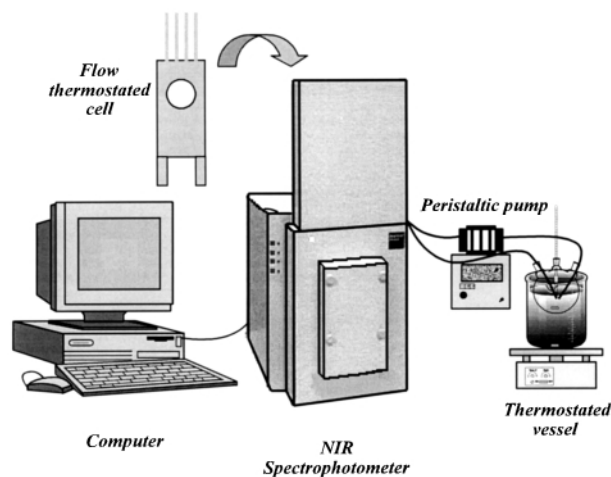 Flow
thermostated
cell
Peristaltic pump
Computer
NIR
Spectrophotometer
Thermostated
vessel